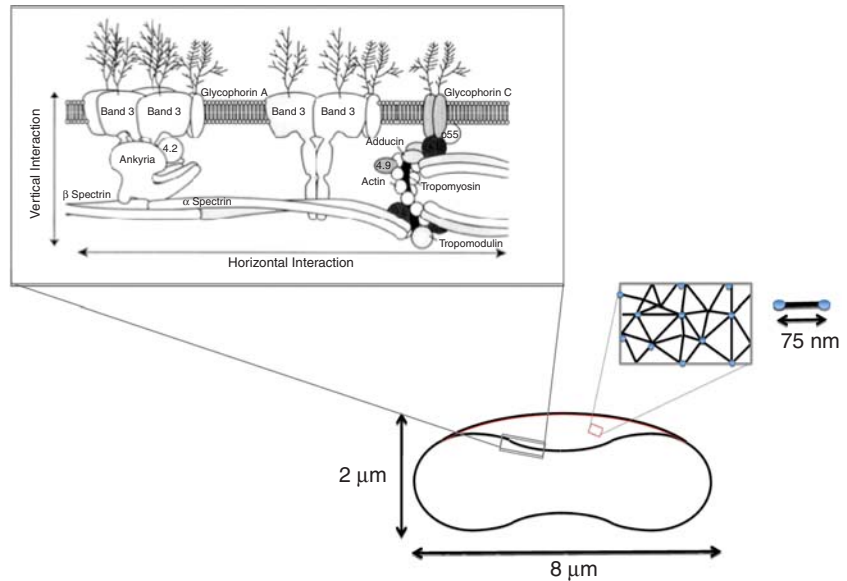 Glycophorin A
Glycophorin C
Band 3
Band 3
Band 3
Band 3
p55
Adducin
4.2
Ankyria
4.9
Actin
Tropomyosin
β Spectrin
α Spectrin
Tropomodulin
Vertical Interaction
Horizontal Interaction
75 nm
2 μm
8 μm